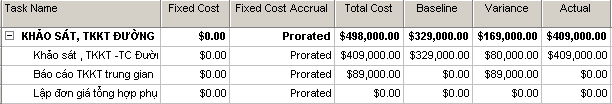 Task Name Fixed Cost Fixed Cost Accrual Total Cost Baseline Variance Actual
KHẢO SÁT, TKKT ĐƯỜNG $0.00 Prorated $498,000.00 $329,000.00 $169,000.00 $409,000.00
Khảo sát , TKKT -TC Đườ $0.00 Prorated $409,000.00 $329,000.00 $80,000.00 $409,000.00
Báo cáo TKKT trung gian $0.00 Prorated $89,000.00 $0.00 $89,000.00 $0.00
Lập đơn giá tổng hợp phụ $0.00 Prorated $0.00 $0.00 $0.00 $0.00